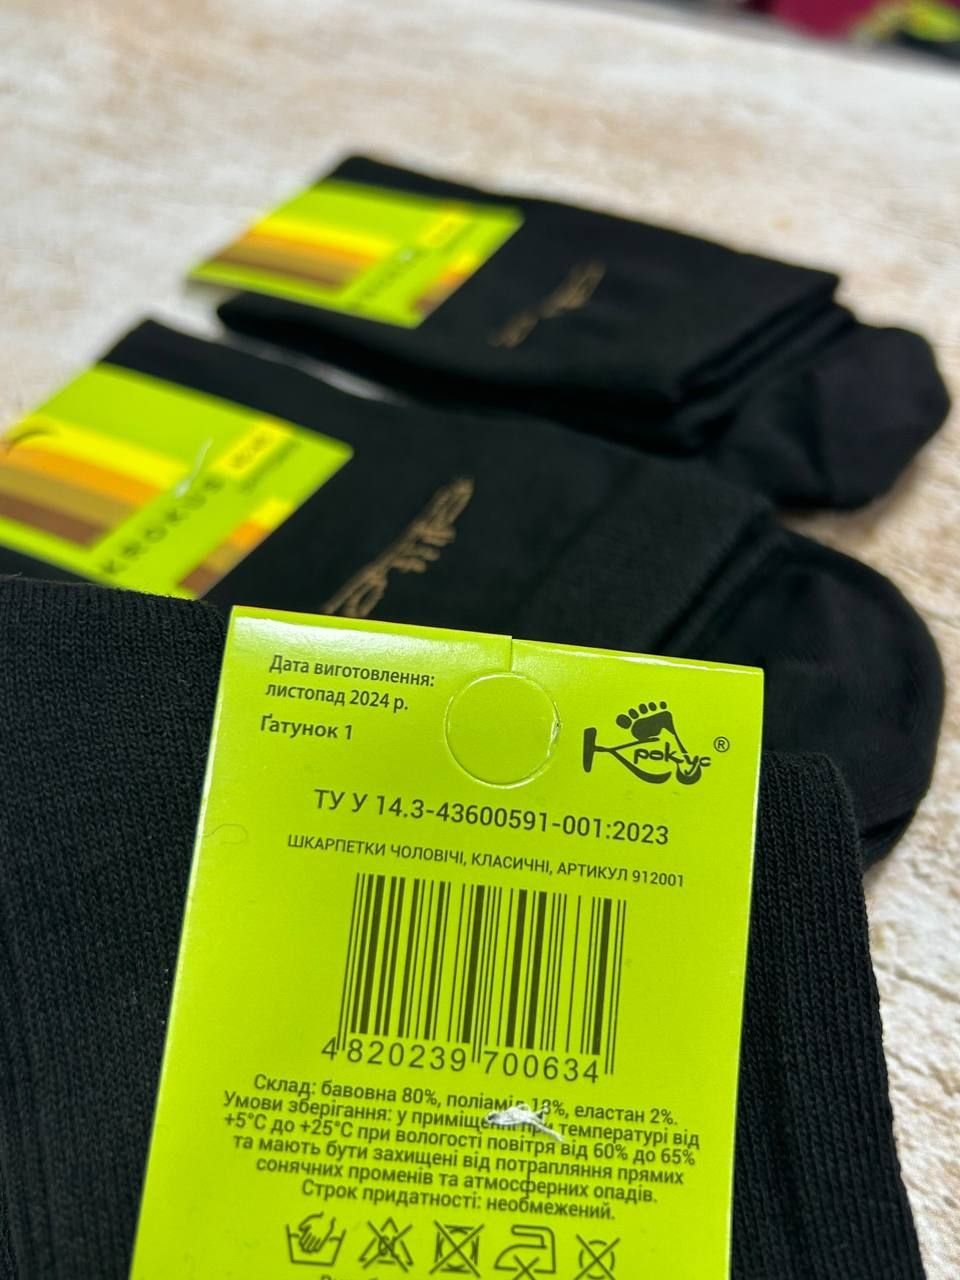 KROKUS
Дата виготовлення:
листопад 2024 р.
Ґатунок 1
Крокус®
ТУ У 14.3-43600591-001:2023
ШКАРПЕТКИ ЧОЛОВІЧІ, КЛАСИЧНІ, АРТИКУЛ 912001
4 820239 700634
Склад: бавовна 80%, поліамід 18%, еластан 2%.
Умови зберігання: у приміщенні при температурі від
+5°C до +25°C при вологості повітря від 60% до 65%
та мають бути захищені від потрапляння прямих
сонячних променів та атмосферних опадів.
Строк придатності: необмежений.